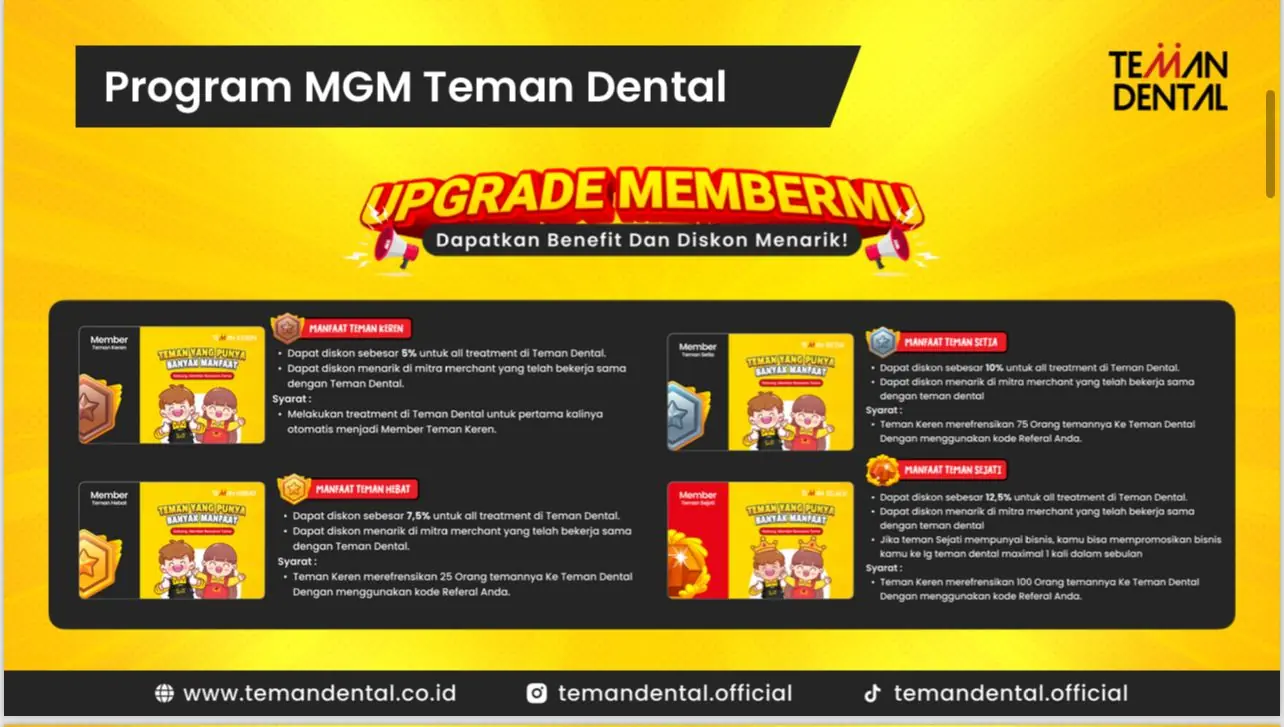 Program MGM Teman Dental
TEMAN
DENTAL
UPGRADE MEMBERMU
Dapatkan Benefit Dan Diskon Menarik!
Member
Teman Keren
TEMAN YANG PUNYA
BANYAK MANFAAT
MANFAAT TEMAN KEREN
• Dapat diskon sebesar 5% untuk all treatment di Teman Dental.
• Dapat diskon menarik di mitra merchant yang telah bekerja sama
dengan Teman Dental.
Syarat :
• Melakukan treatment di Teman Dental untuk pertama kalinya
otomatis menjadi Member Teman Keren.
Member
Teman Hebat
TEMAN YANG PUNYA
BANYAK MANFAAT
MANFAAT TEMAN HEBAT
• Dapat diskon sebesar 7,5% untuk all treatment di Teman Dental.
• Dapat diskon menarik di mitra merchant yang telah bekerja sama
dengan Teman Dental.
Syarat :
• Teman Keren merefrensikan 25 Orang temannya Ke Teman Dental
Dengan menggunakan kode Referal Anda.
Member
Teman Setia
TEMAN YANG PUNYA
BANYAK MANFAAT
MANFAAT TEMAN SETIA
• Dapat diskon sebesar 10% untuk all treatment di Teman Dental.
• Dapat diskon menarik di mitra merchant yang telah bekerja sama
dengan teman dental
Syarat :
• Teman Keren merefrensikan 75 Orang temannya Ke Teman Dental
Dengan menggunakan kode Referal Anda.
Member
Teman Sejati
TEMAN YANG PUNYA
BANYAK MANFAAT
MANFAAT TEMAN SEJATI
• Dapat diskon sebesar 12,5% untuk all treatment di Teman Dental.
• Dapat diskon menarik di mitra merchant yang telah bekerja sama
dengan teman dental
• Jika teman Sejati mempunyai bisnis, kamu bisa mempromosikan bisnis
kamu ke Ig teman dental maximal 1 kali dalam sebulan
Syarat :
• Teman Keren merefrensikan 100 Orang temannya Ke Teman Dental
Dengan menggunakan kode Referal Anda.
www.temandental.co.id
temandental.official
temandental.official